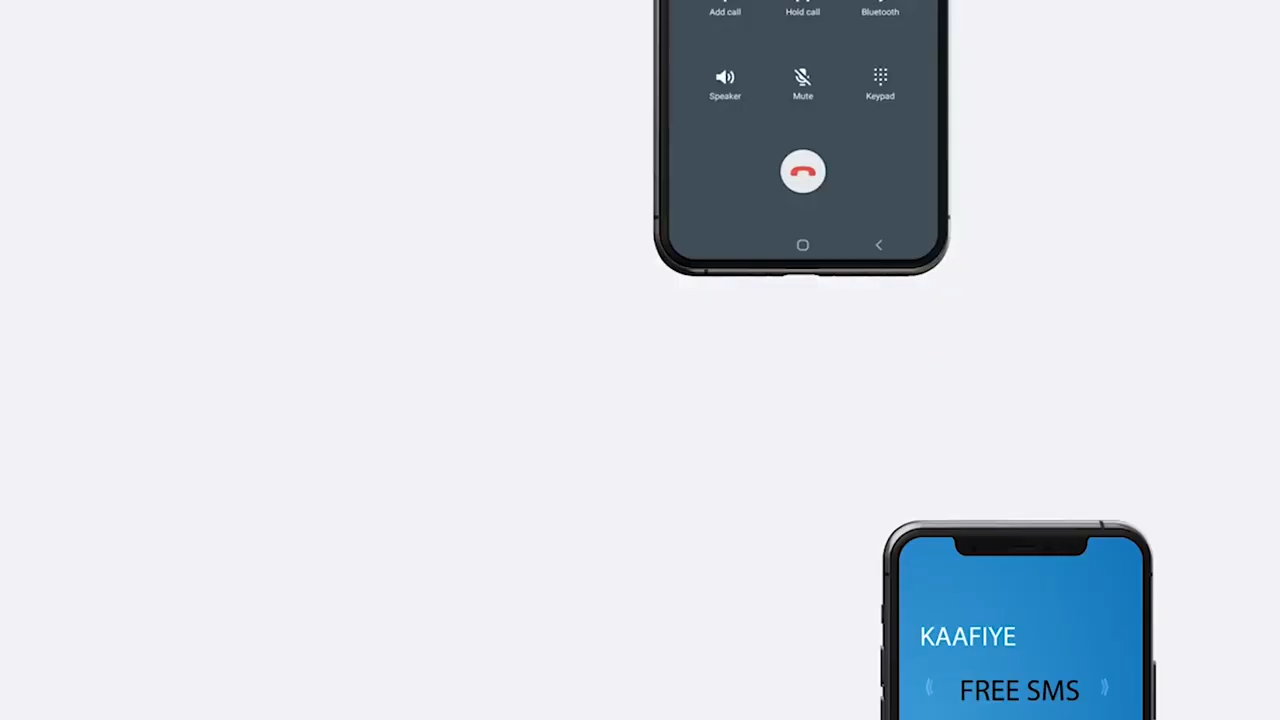 Add call Hold call Bluetooth
Speaker Mute Keypad
KAAFIYE
FREE SMS